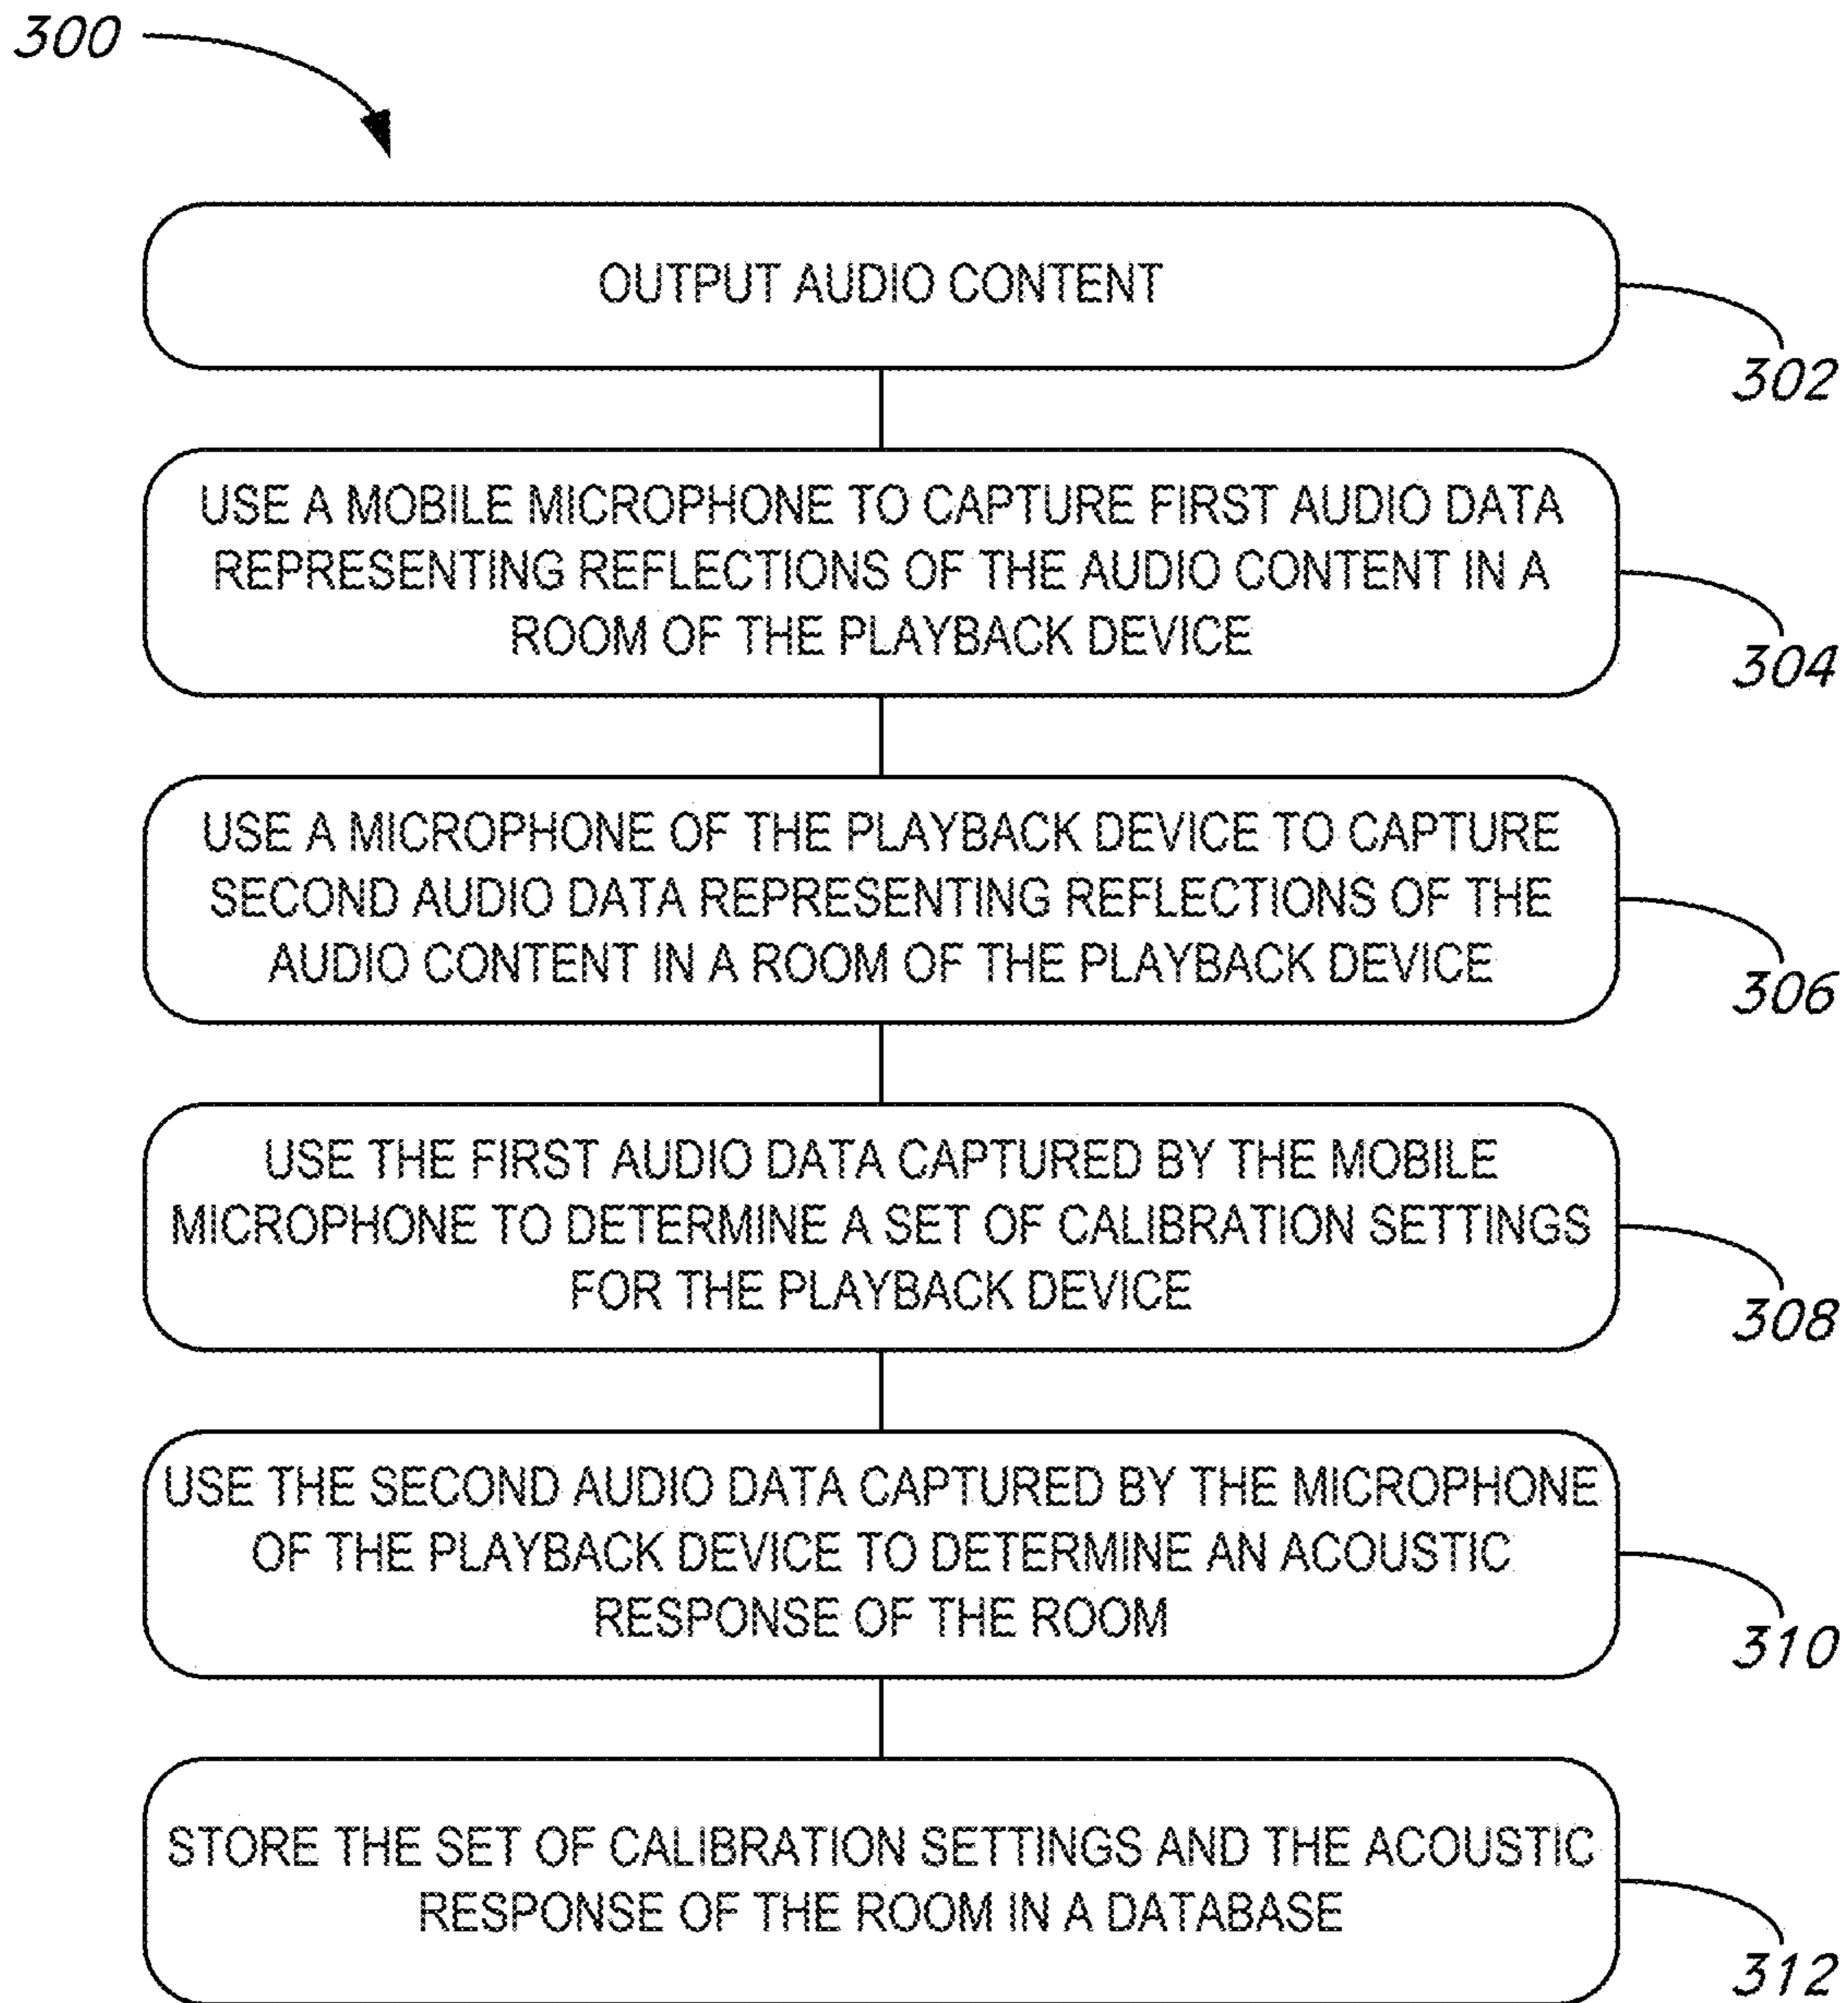 300
OUTPUT AUDIO CONTENT
302
USE A MOBILE MICROPHONE TO CAPTURE FIRST AUDIO DATA
REPRESENTING REFLECTIONS OF THE AUDIO CONTENT IN A
ROOM OF THE PLAYBACK DEVICE
304
USE A MICROPHONE OF THE PLAYBACK DEVICE TO CAPTURE
SECOND AUDIO DATA REPRESENTING REFLECTIONS OF THE
AUDIO CONTENT IN A ROOM OF THE PLAYBACK DEVICE
306
USE THE FIRST AUDIO DATA CAPTURED BY THE MOBILE
MICROPHONE TO DETERMINE A SET OF CALIBRATION SETTINGS
FOR THE PLAYBACK DEVICE
308
USE THE SECOND AUDIO DATA CAPTURED BY THE MICROPHONE
OF THE PLAYBACK DEVICE TO DETERMINE AN ACOUSTIC
RESPONSE OF THE ROOM
310
STORE THE SET OF CALIBRATION SETTINGS AND THE ACOUSTIC
RESPONSE OF THE ROOM IN A DATABASE
312